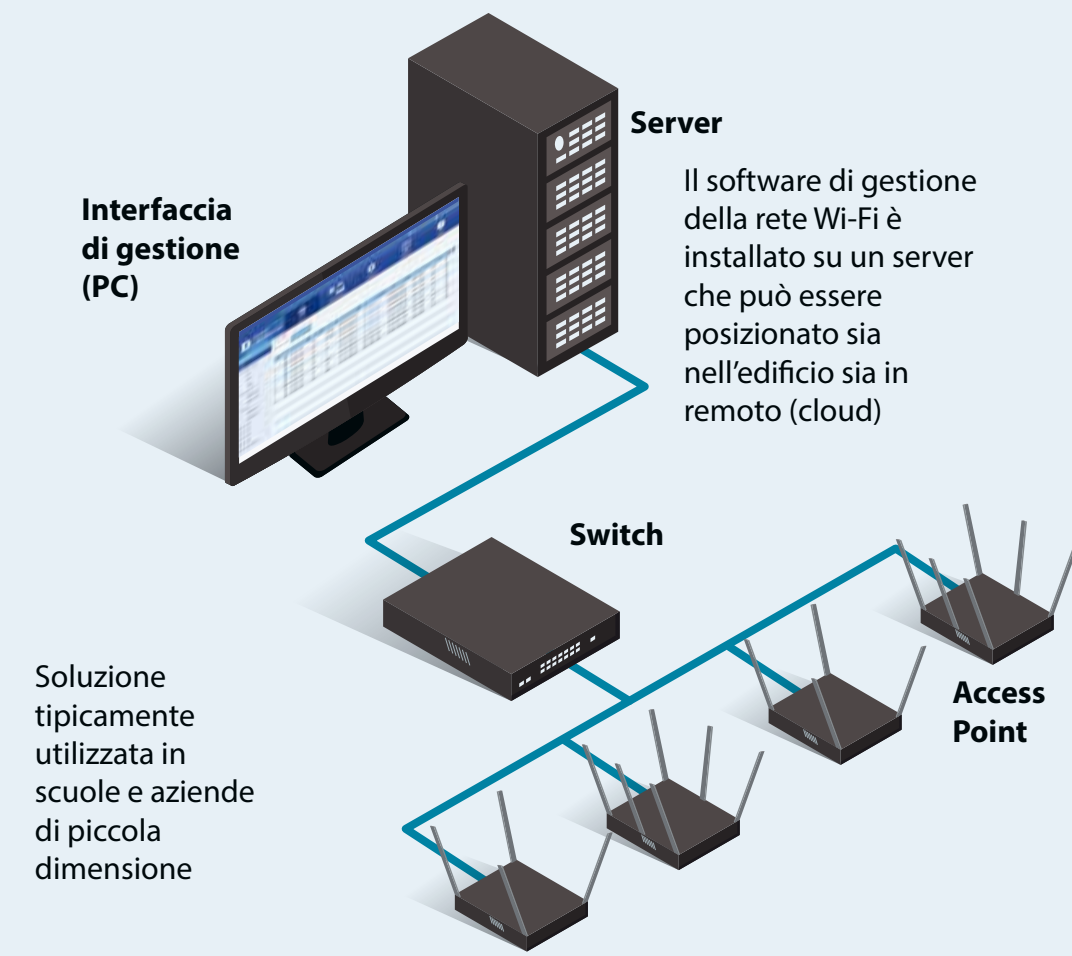 Server
Il software di gestione
della rete Wi-Fi è
installato su un server
che può essere
posizionato sia
nell’edificio sia in
remoto (cloud)
Interfaccia
di gestione
(PC)
Switch
Access
Point
Soluzione
tipicamente
utilizzata in
scuole e aziende
di piccola
dimensione